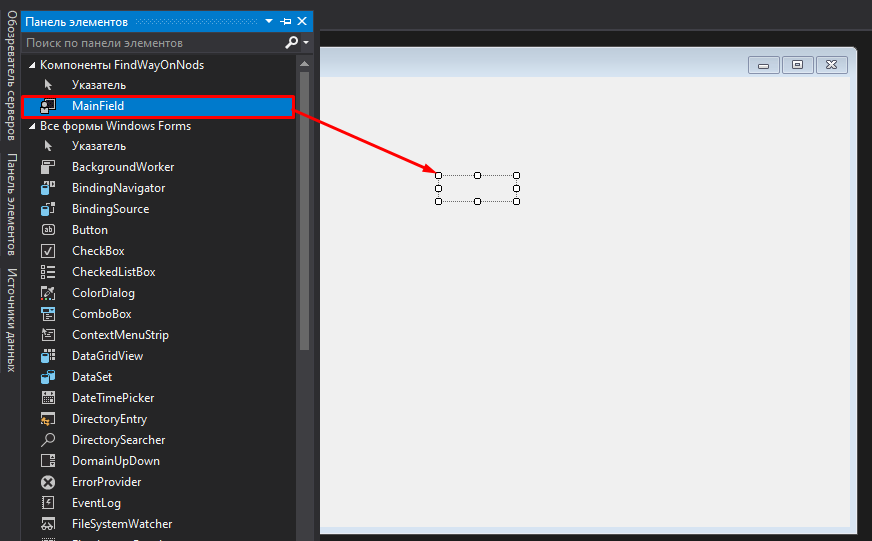 Обозреватель серверов
Панель элементов
Источники данных
Панель элементов
Поиск по панели элементов
Компоненты FindWayOnNods
Указатель
MainField
Все формы Windows Forms
Указатель
BackgroundWorker
BindingNavigator
BindingSource
Button
CheckBox
CheckedListBox
ColorDialog
ComboBox
ContextMenuStrip
DataGridView
DataSet
DateTimePicker
DirectoryEntry
DirectorySearcher
DomainUpDown
ErrorProvider
EventLog
FileSystemWatcher